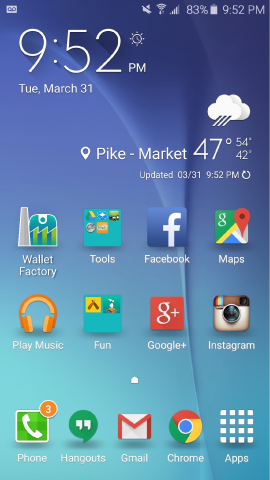 83% 9:52 PM
9:52 PM
Tue, March 31
Pike - Market 47° 54°
42°
Updated 03/31 9:52 PM
Wallet Factory
Tools
Facebook
Maps
Play Music
Fun
Google+
Instagram
3
Phone
Hangouts
Gmail
Chrome
Apps